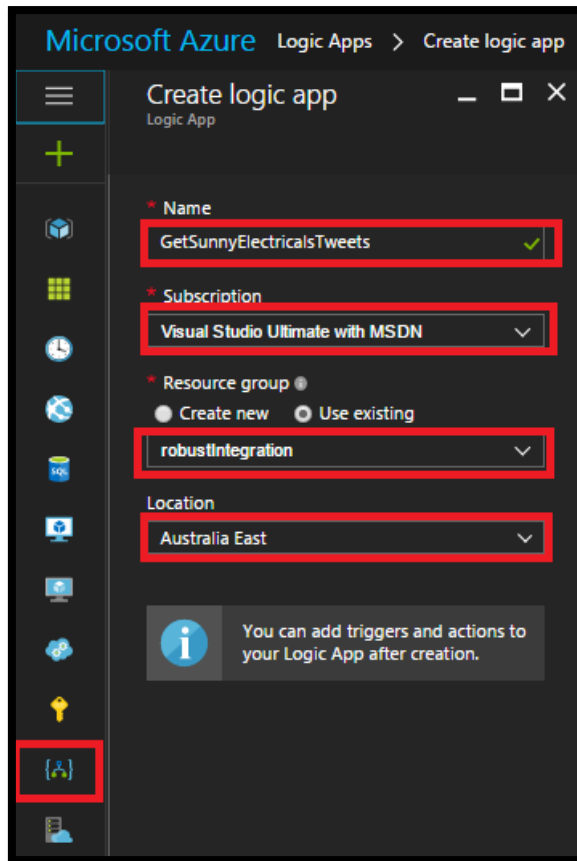 Microsoft Azure Logic Apps > Create logic app
Create logic app
Logic App
* Name
GetSunnyElectricalsTweets
* Subscription
Visual Studio Ultimate with MSDN
* Resource group
Create new Use existing
robustIntegration
Location
Australia East
You can add triggers and actions to
your Logic App after creation.
SQL